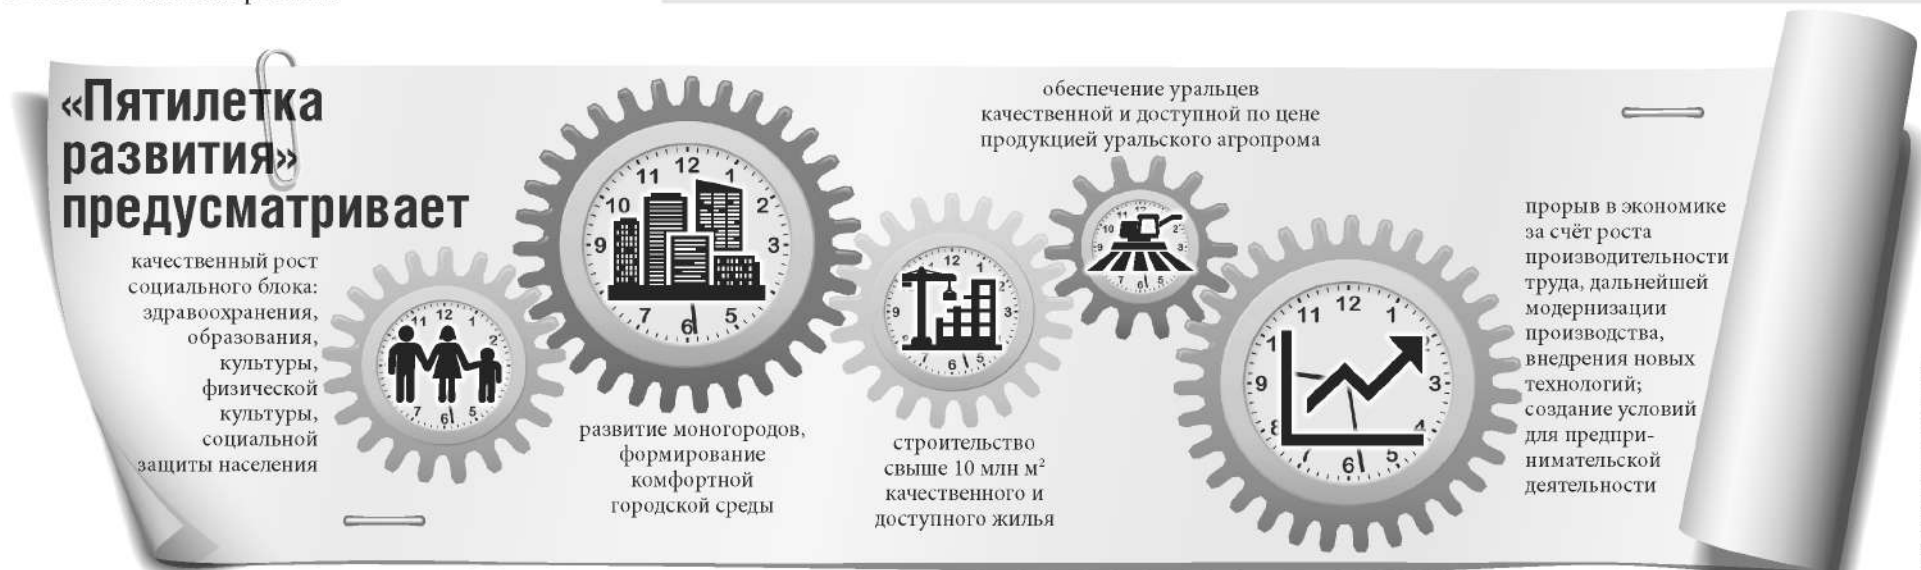 «Пятилетка
развития»
предусматривает
качественный рост
социального блока:
здравоохранения,
образования,
культуры,
физической
культуры,
социальной
защиты населения
развитие моногородов,
формирование
комфортной
городской среды
строительство
свыше 10 млн м²
качественного и
доступного жилья
обеспечение уральцев
качественной и доступной по цене
продукцией уральского агропрома
прорыв в экономике
за счёт роста
производительности
труда, дальнейшей
модернизации
производства,
внедрения новых
технологий;
создание условий
для предпри-
нимательской
деятельности